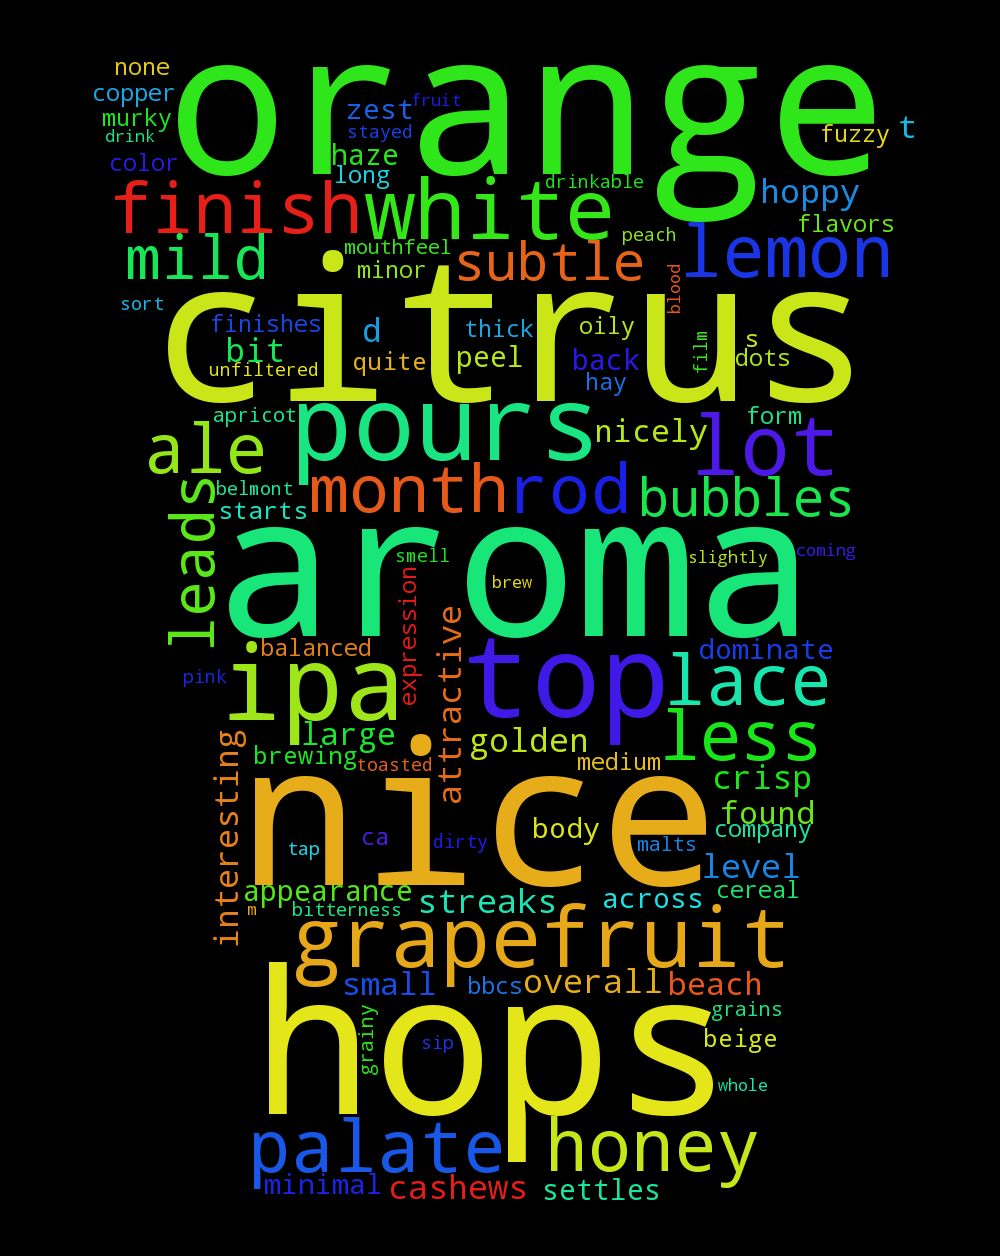 orange
none
copper
murky
drink
color
zest
fruit
stayed
haze
long
fuzzy
t
finish
white
drinkable
hoppy
flavors
mild
mouthfeel
minor
subtle
peach
lemon
blood
sort
citrus
finishes
bit
unfiltered
d
quite
thick
peel
oily
back
hay
film
s
dots
apricot
pours
nicely
form
lot
ale
leads
belmont
starts
month
rod
bubbles
aroma
smell
brew
slightly
coming
expression
attractive
balanced
pink
ipa
top
dominate
lace
large
brewing
toasted
golden
medium
less
crisp
found
company
interesting
nice
tap
ca
dirty
body
malts
level
appearance
m
bitterness
streaks
across
cereal
grapefruit
small
bbcs
overall
beach
grains
hops
grainy
sip
beige
whole
palate
honey
minimal
cashews
settles